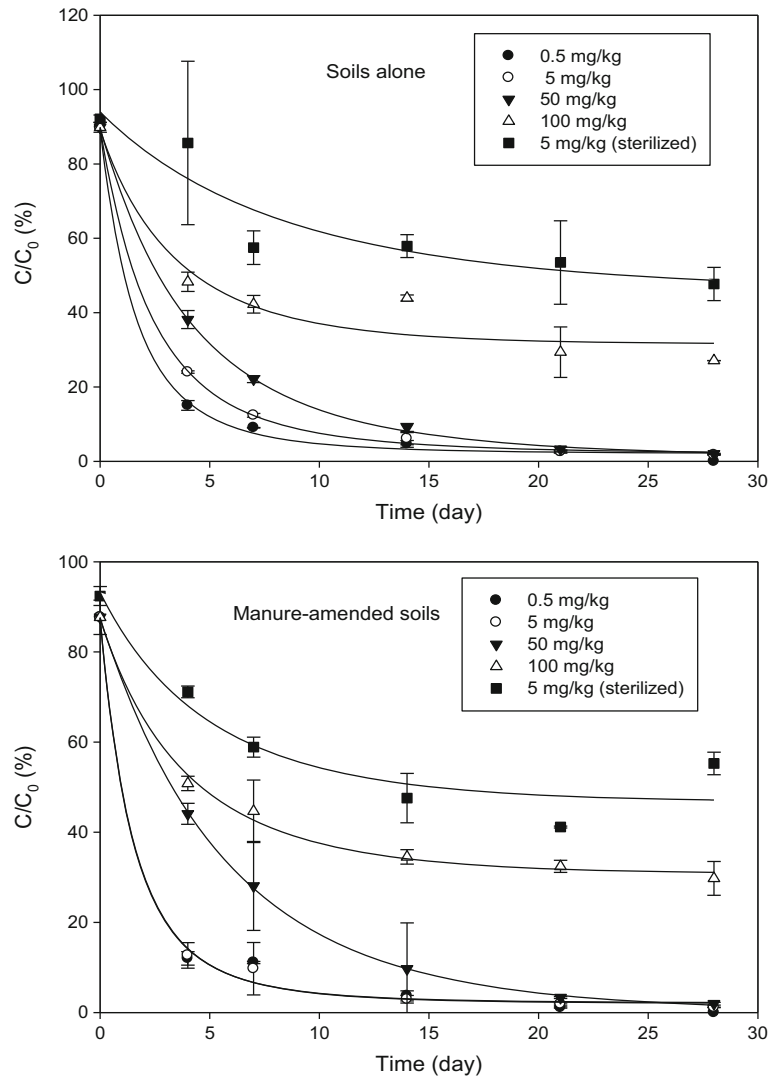 120
100
80
60
40
20
0
C/C0 (%)
Soils alone
0.5 mg/kg
5 mg/kg
50 mg/kg
100 mg/kg
5 mg/kg (sterilized)
0 5 10 15 20 25 30
Time (day)
100
80
60
40
20
0
C/C0 (%)
Manure-amended soils
0.5 mg/kg
5 mg/kg
50 mg/kg
100 mg/kg
5 mg/kg (sterilized)
0 5 10 15 20 25 30
Time (day)